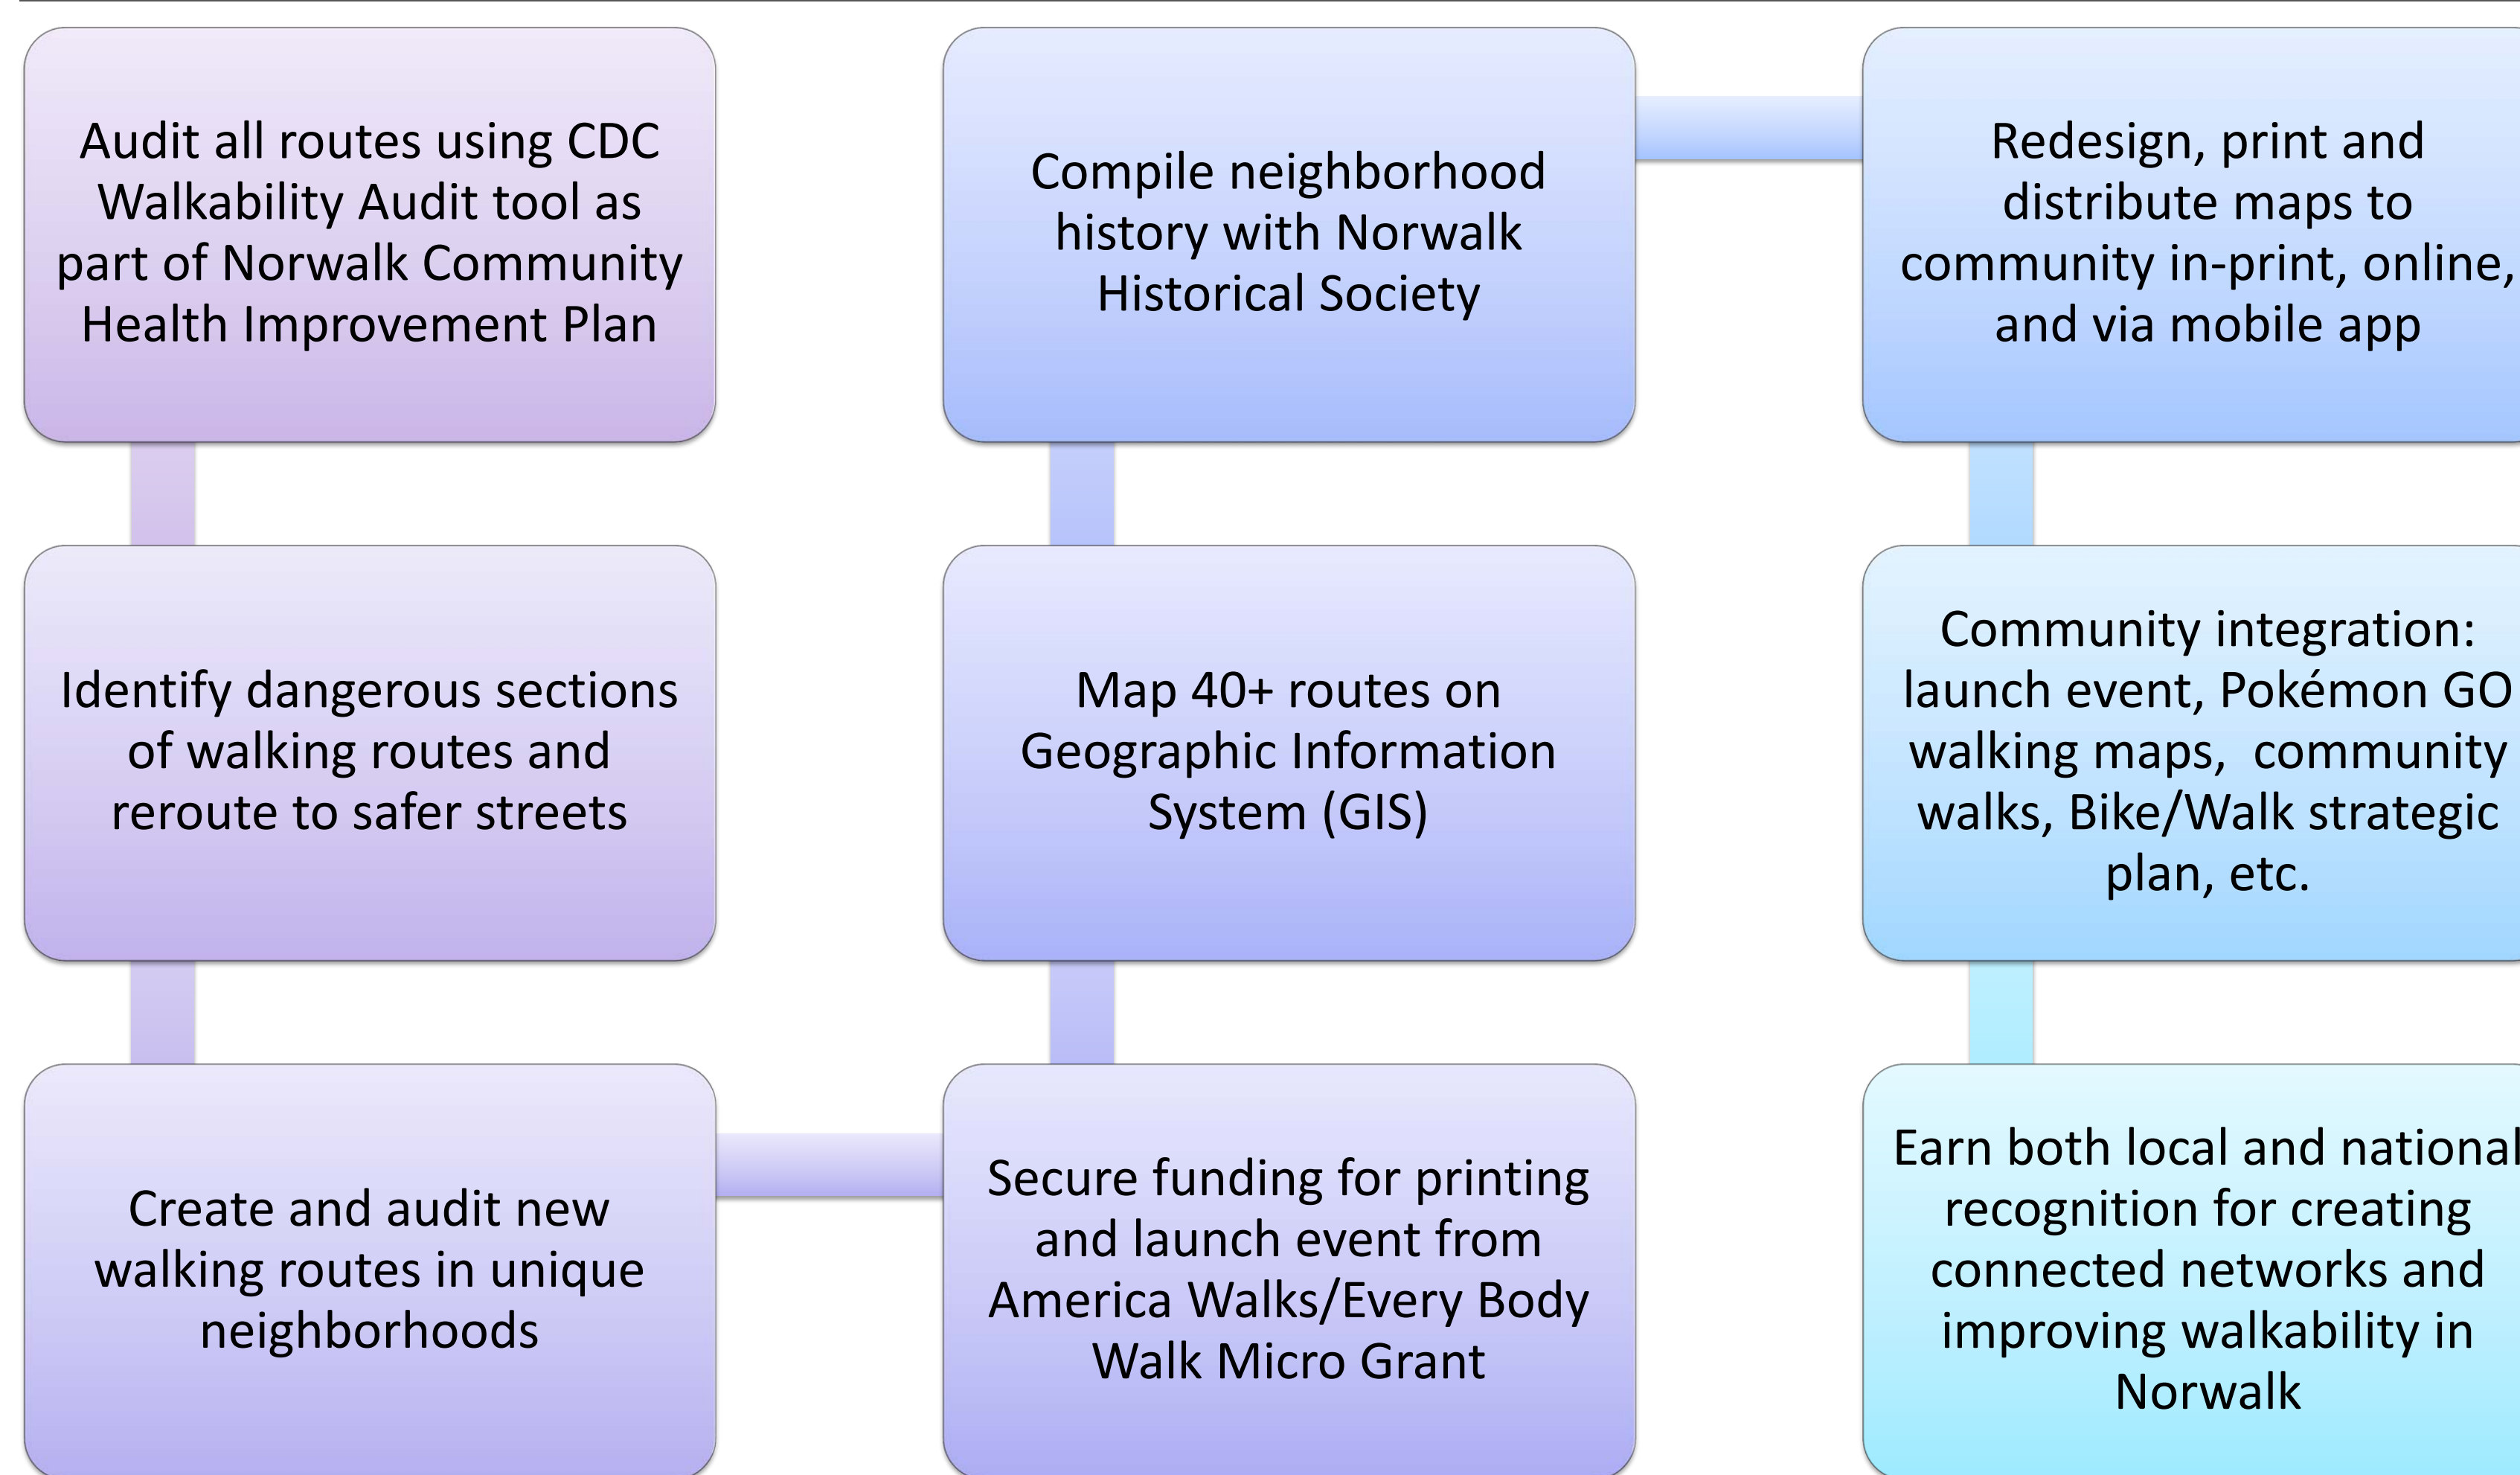 Audit all routes using CDC
Walkability Audit tool as
part of Norwalk Community
Health Improvement Plan
Identify dangerous sections
of walking routes and
reroute to safer streets
Create and audit new
walking routes in unique
neighborhoods
Secure funding for printing
and launch event from
America Walks/Every Body
Walk Micro Grant
Map 40+ routes on
Geographic Information
System (GIS)
Compile neighborhood
history with Norwalk
Historical Society
Redesign, print and
distribute maps to
community in-print, online,
and via mobile app
Community integration:
launch event, Pokémon GO
walking maps,  community
walks, Bike/Walk strategic
plan, etc.
Earn both local and national
recognition for creating
connected networks and
improving walkability in
Norwalk